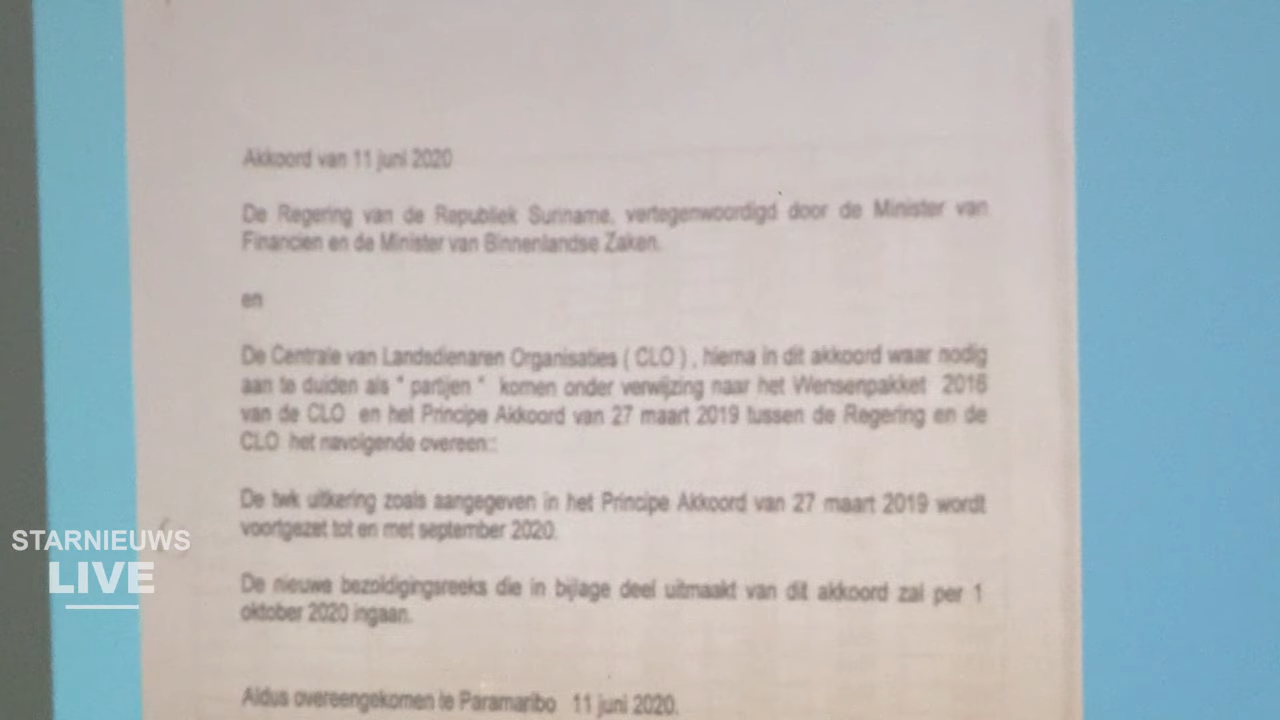 Akkoord van 11 juni 2020
De Regering van de Republiek Suriname, vertegenwoordigd door de Minister van
Financien en de Minister van Binnenlandse Zaken.
en
De Centrale van Landsdienaren Organisaties ( CLO ) , hierna in dit akkoord waar nodig
aan te duiden als " partijen " komen onder verwijzing naar het Wensenpakket 2016
van de CLO en het Principe Akkoord van 27 maart 2019 tussen de Regering en de
CLO het navolgende overeen::
De twk uitkering zoals aangegeven in het Principe Akkoord van 27 maart 2019 wordt
voortgezet tot en met september 2020.
De nieuwe bezoldigingsreeks die in bijlage deel uitmaakt van dit akkoord zal per 1
oktober 2020 ingaan.
Aldus overeengekomen te Paramaribo 11 juni 2020.
STARNIEUWS
LIVE